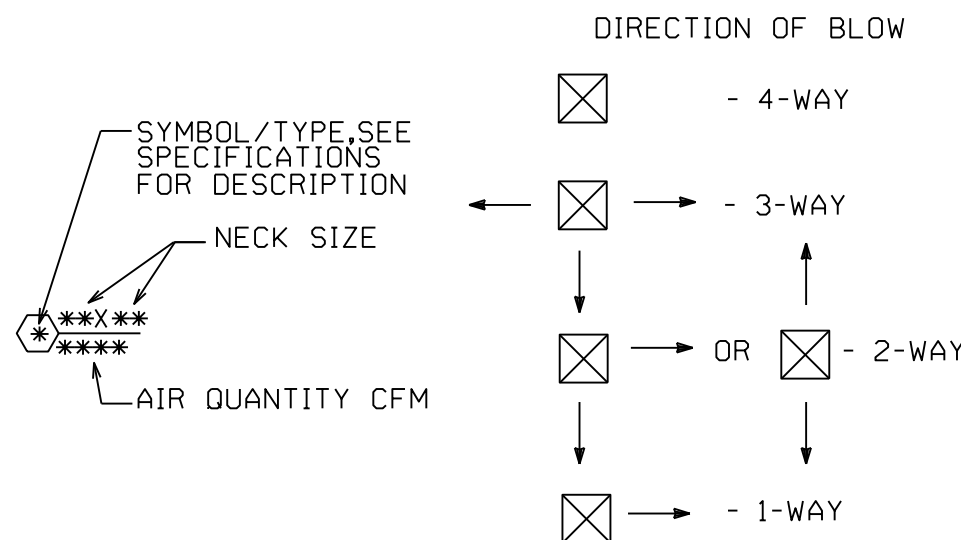 DIRECTION OF BLOW
- 4-WAY
SYMBOL/TYPE,SEE
SPECIFICATIONS
FOR DESCRIPTION
- 3-WAY
NECK SIZE
* **X**
****
OR
- 2-WAY
AIR QUANTITY CFM
- 1-WAY